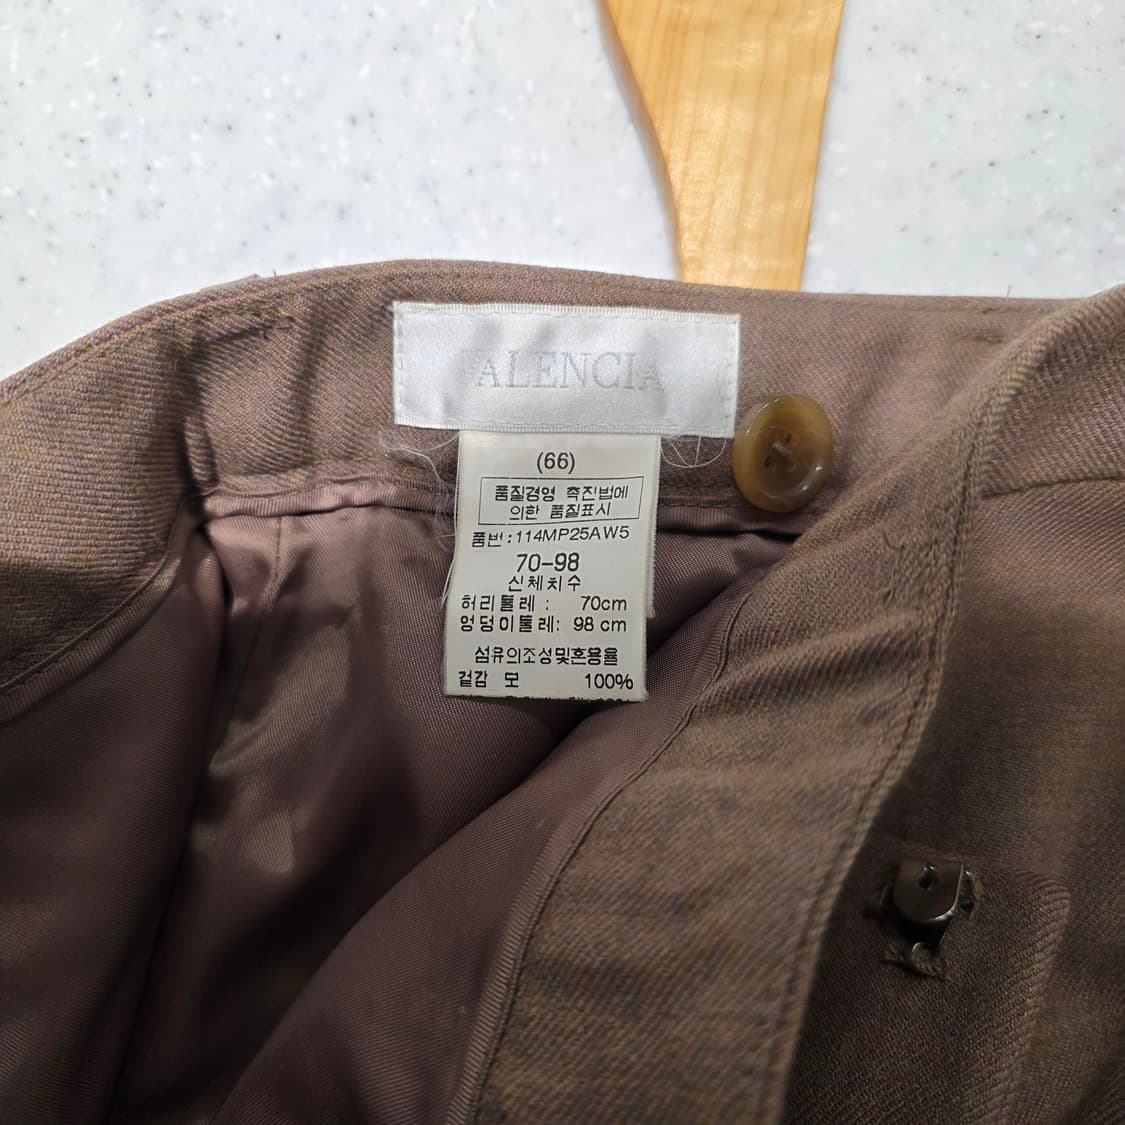 VALENCIA
(66)
품질경영 촉진법에
의한 품질표시
품번:114MP25AW5
70-98
신체치수
허리둘레: 70cm
엉덩이둘레: 98 cm
섬유의조성및혼용율
겉감 모 100%